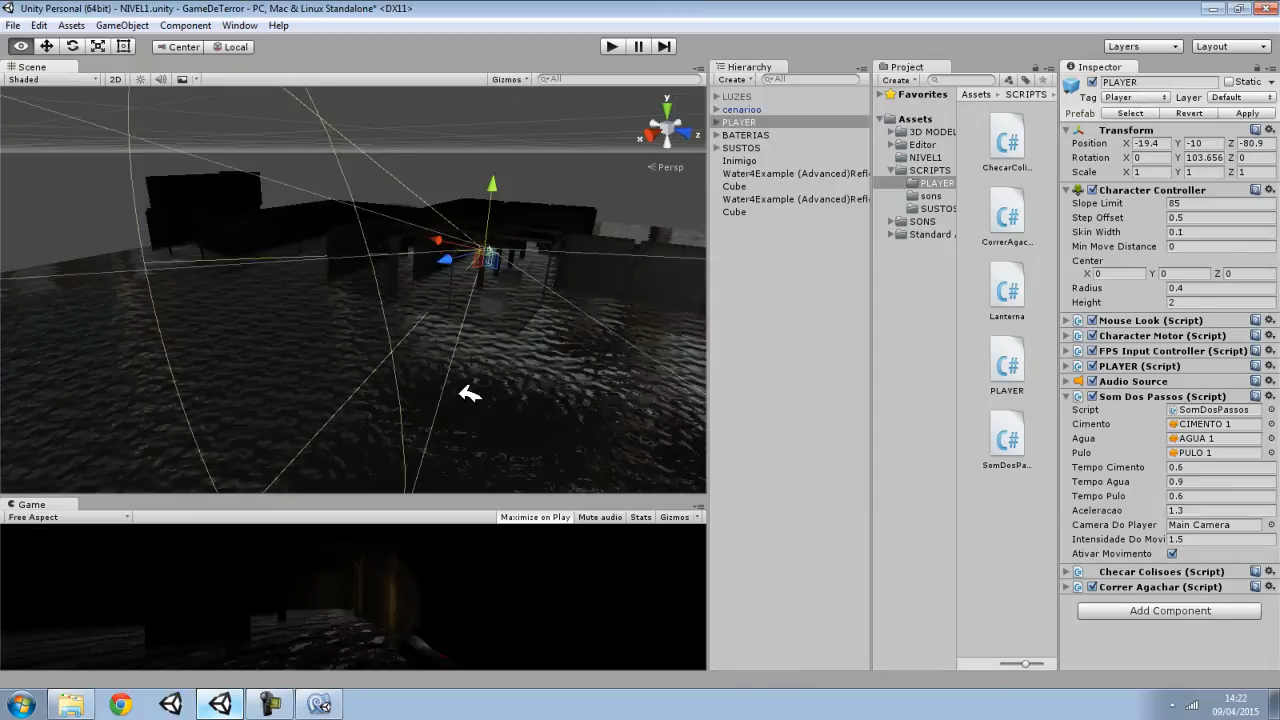 Unity Personal (64bit) - NIVEL1.unity - GameDeTerror - PC, Mac & Linux Standalone* <DX11>
File Edit Assets GameObject Component Window Help
Center Local Layers Layout
Scene
Shaded 2D Gizmos All
y
x
z
Persp
Game
Free Aspect Maximize on Play Mute audio Stats Gizmos
Hierarchy
Create All
LUZES
cenarioo
PLAYER
BATERIAS
SUSTOS
Inimigo
Water4Example (Advanced)Refle
Cube
Water4Example (Advanced)Refle
Cube
Project
Create
Favorites
Assets
3D MODEL
Editor
NIVEL1
SCRIPTS
PLAYER
sons
SUSTOS
SONS
Standard
Assets SCRIPTS
C#
ChecarColi...
C#
CorrerAgac...
C#
Lanterna
C#
PLAYER
C#
SomDosPa...
Inspector
PLAYER Static
Tag Player Layer Default
Prefab Select Revert Apply
Transform
Position X -19.4 Y -10 Z -80.9
Rotation X 0 Y 103.656 Z 0
Scale X 1 Y 1 Z 1
Character Controller
Slope Limit 85
Step Offset 0.5
Skin Width 0.1
Min Move Distance 0
Center
X 0 Y 0 Z 0
Radius 0.4
Height 2
Mouse Look (Script)
Character Motor (Script)
FPS Input Controller (Script)
PLAYER (Script)
Audio Source
Som Dos Passos (Script)
Script SomDosPassos
Cimento CIMENTO 1
Agua AGUA 1
Pulo PULO 1
Tempo Cimento 0.6
Tempo Agua 0.9
Tempo Pulo 0.6
Aceleracao 1.3
Camera Do Player Main Camera
Intensidade Do Movi 1.5
Ativar Movimento
Checar Colisoes (Script)
Correr Agachar (Script)
Add Component
14:22
09/04/2015